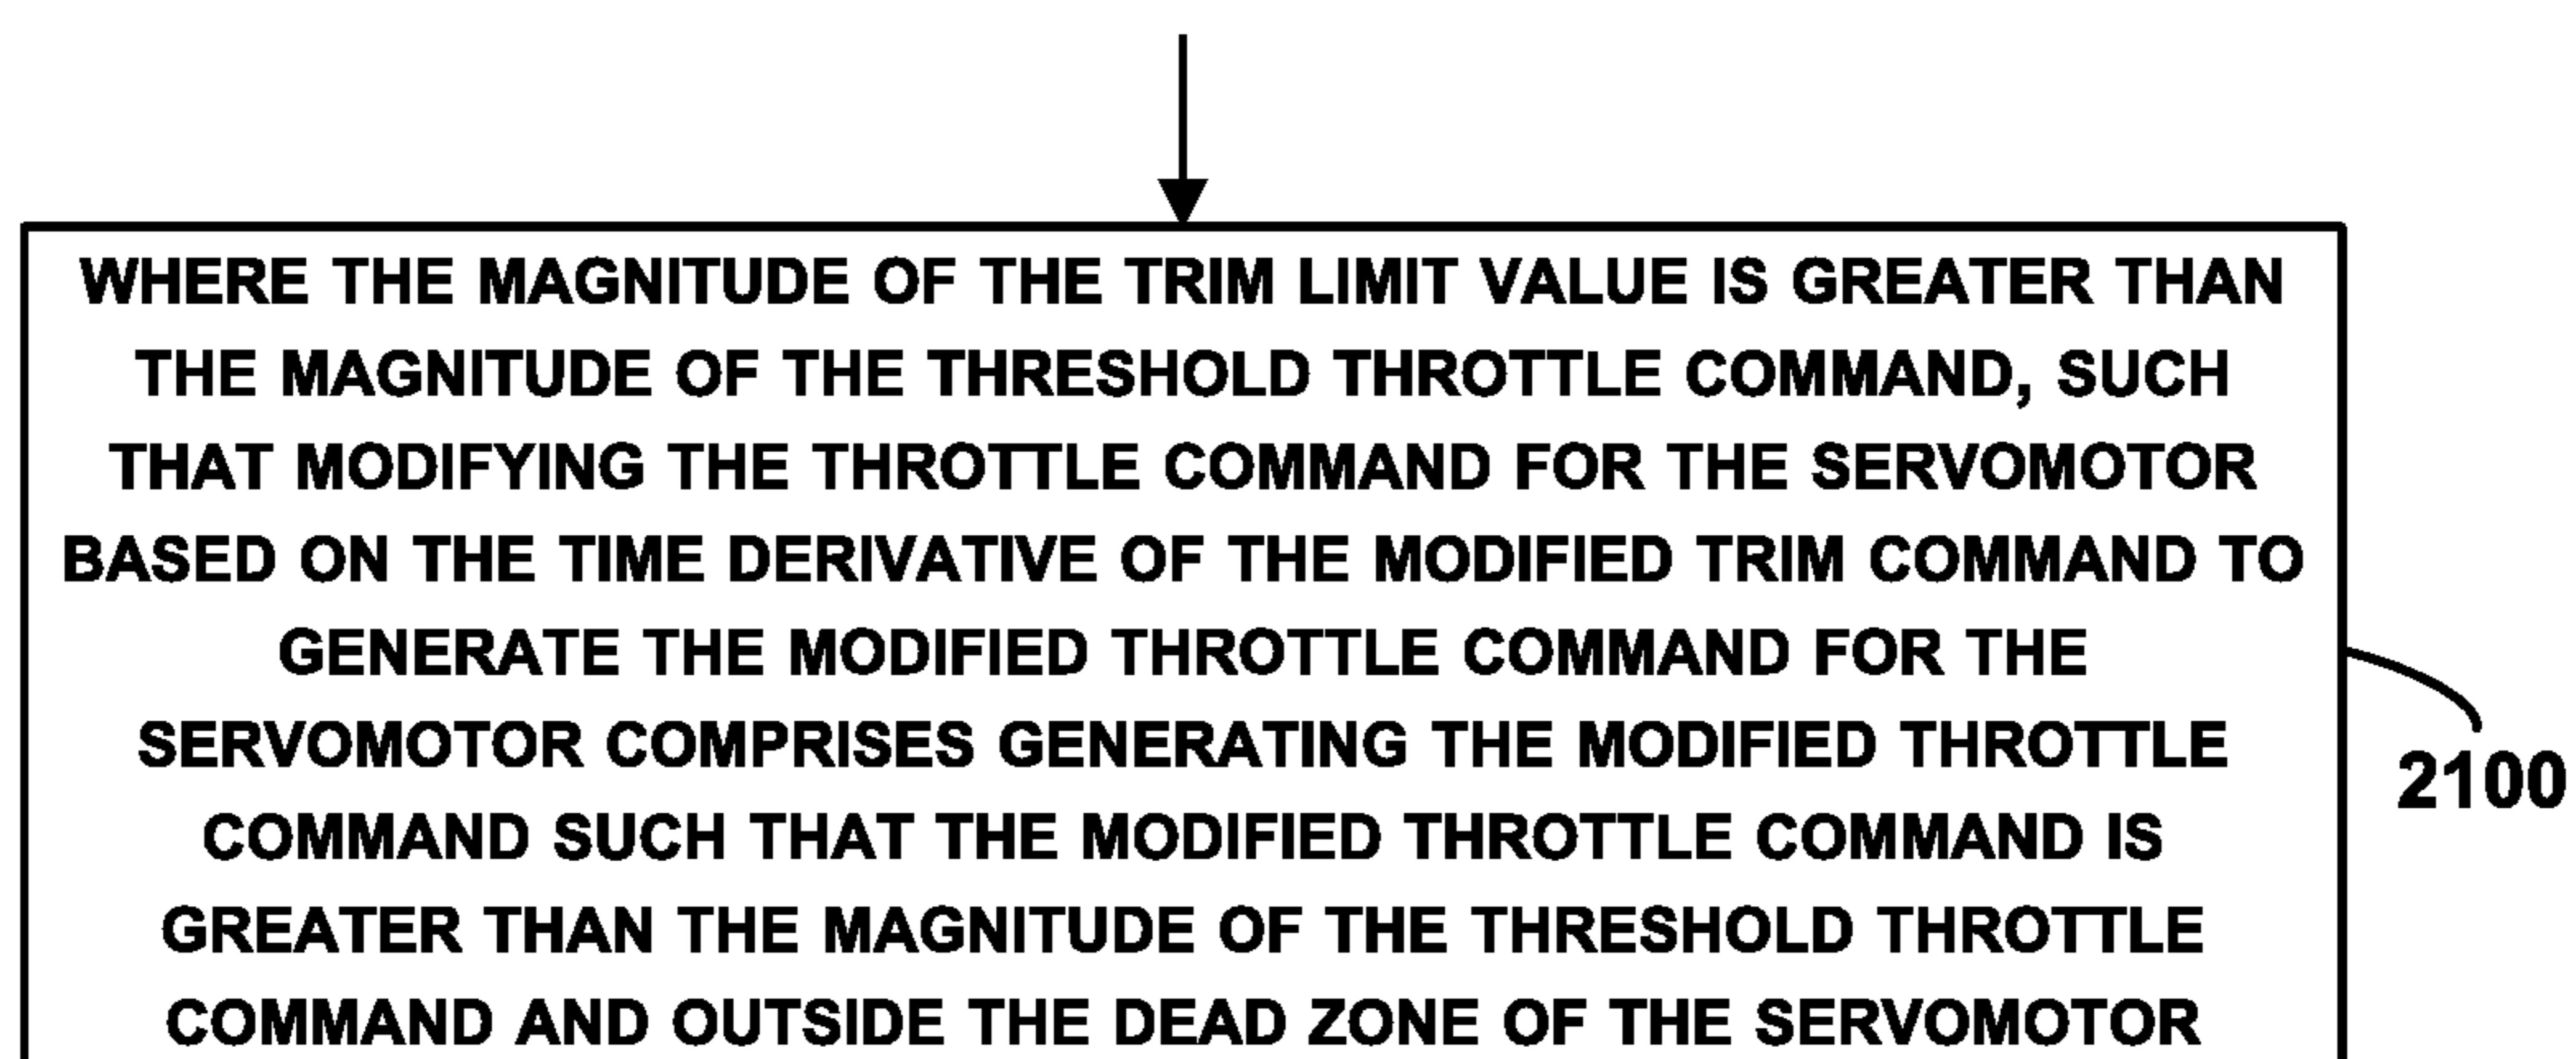 WHERE THE MAGNITUDE OF THE TRIM LIMIT VALUE IS GREATER THAN
THE MAGNITUDE OF THE THRESHOLD THROTTLE COMMAND, SUCH
THAT MODIFYING THE THROTTLE COMMAND FOR THE SERVOMOTOR
BASED ON THE TIME DERIVATIVE OF THE MODIFIED TRIM COMMAND TO
GENERATE THE MODIFIED THROTTLE COMMAND FOR THE
SERVOMOTOR COMPRISES GENERATING THE MODIFIED THROTTLE
COMMAND SUCH THAT THE MODIFIED THROTTLE COMMAND IS
GREATER THAN THE MAGNITUDE OF THE THRESHOLD THROTTLE
COMMAND AND OUTSIDE THE DEAD ZONE OF THE SERVOMOTOR
2100